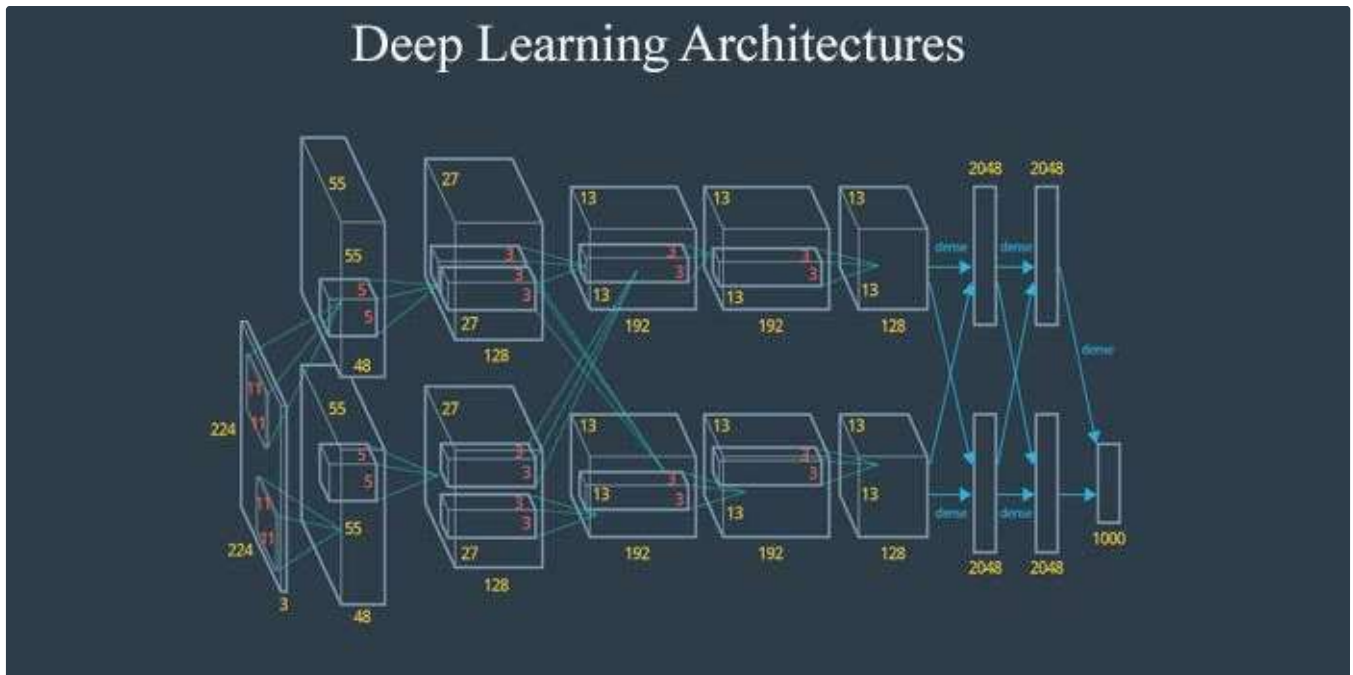 Deep Learning Architectures
2048 2048
55 27 13 13 13
dense dense
55 3 3 3
5 3 3 3
5 3 13 13 13
27 192 192 128
48 128
dense
11
55 27 13 13 13
11
224
5 3 3
5 3 3 3
11 3 13 3 13
55 3 13
11 3 dense dense
224 27 192 192 128 1000
128 2048 2048
3
48